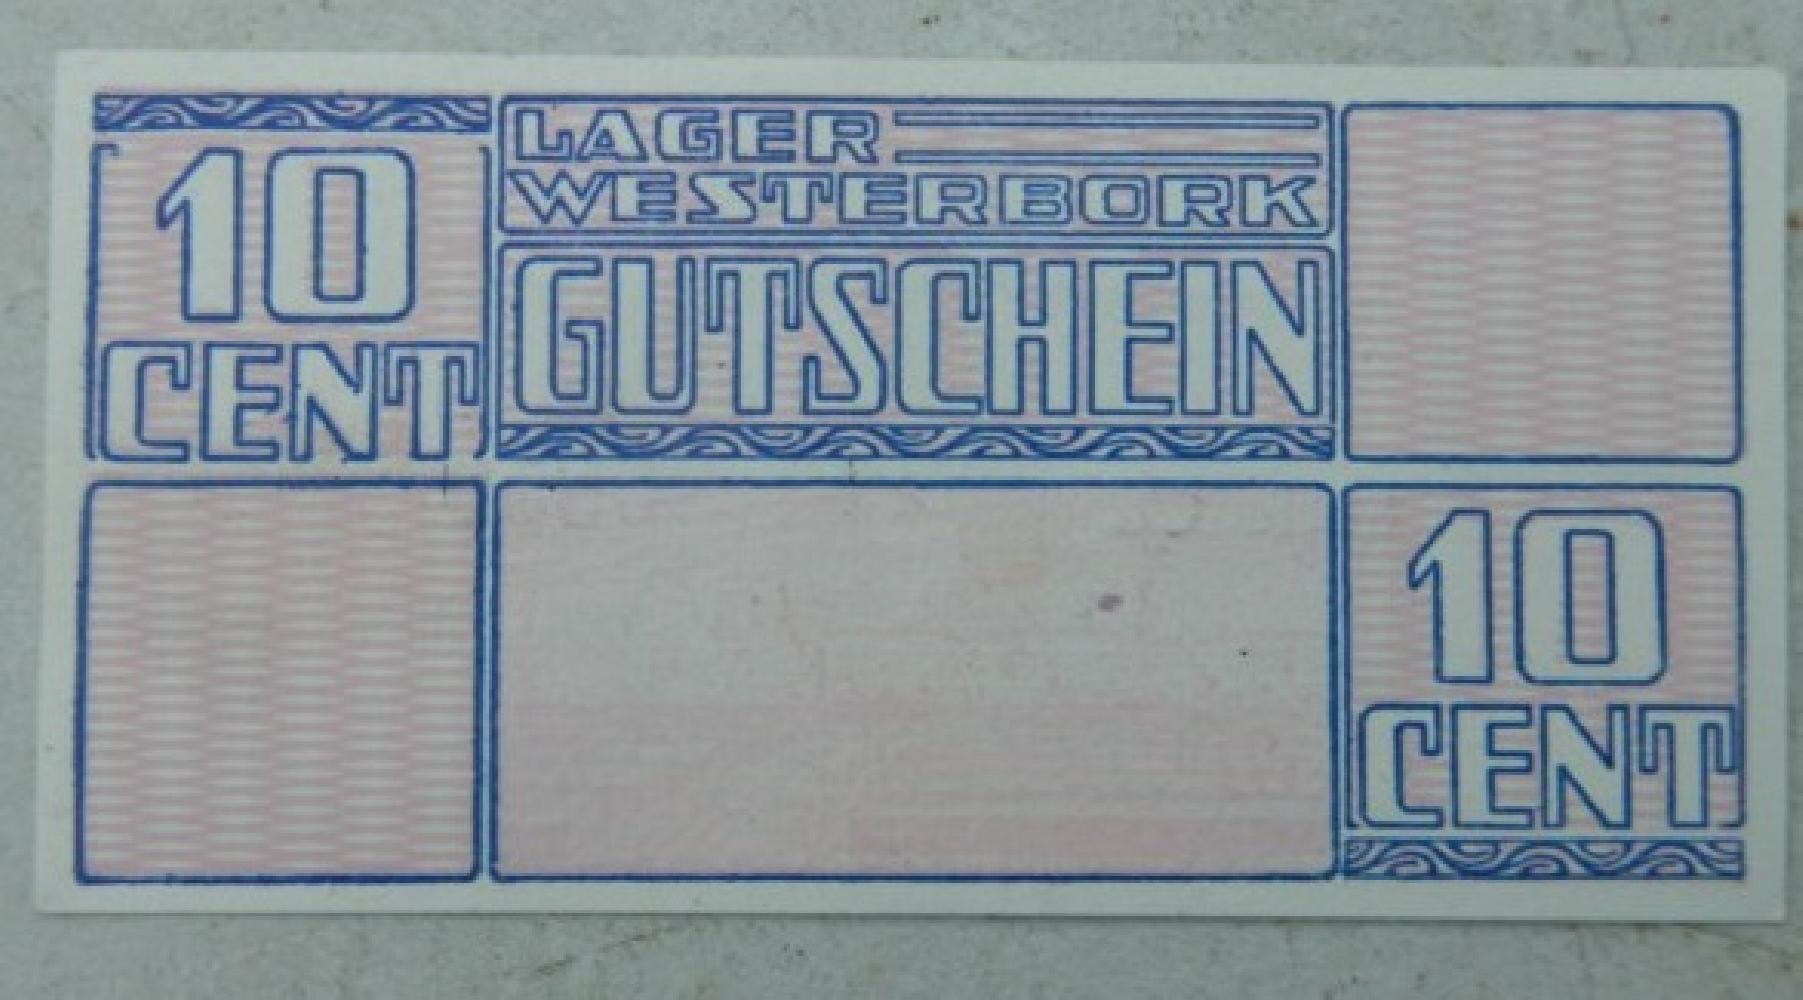 10
CENT
LAGER
WESTERBORK
GUTSCHEIN
10
CENT